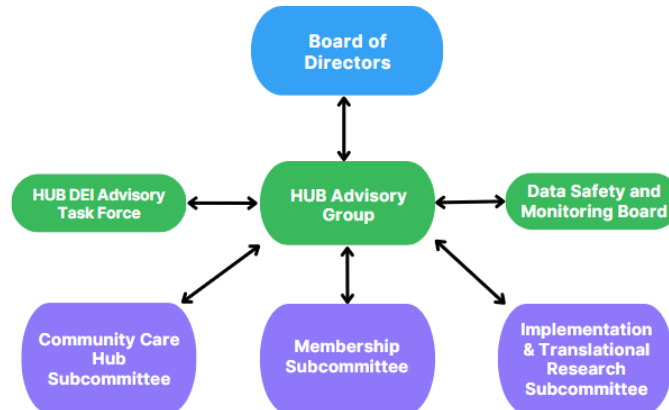 Board of
Directors
HUB DEI Advisory
Task Force
HUB Advisory
Group
Data Safety and
Monitoring Board
Community Care
Hub
Subcommittee
Membership
Subcommittee
Implementation
& Translational
Research
Subcommittee